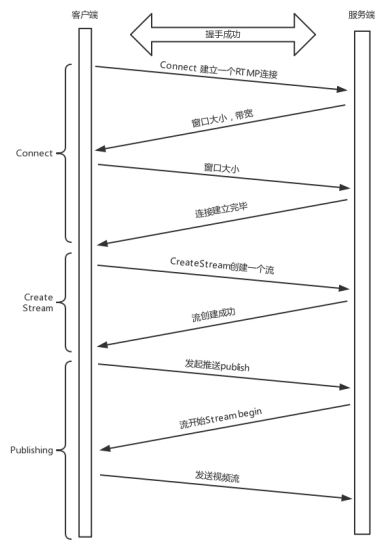 客户端
服务端
握手成功
Connect 建立一个RTMP连接
窗口大小，带宽
Connect
窗口大小
连接建立完毕
CreateStream创建一个流
Create
Stream
流创建成功
发起推送publish
流开始Stream begin
Publishing
发送视频流